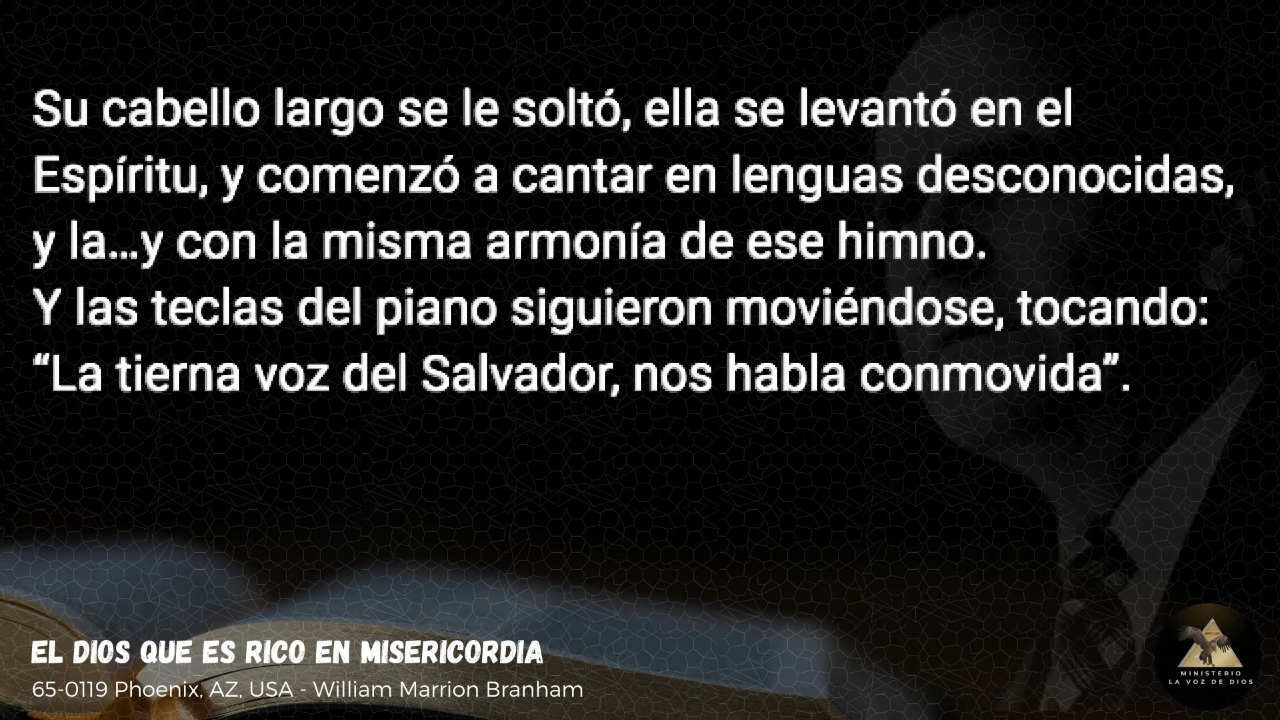 Su cabello largo se le soltó, ella se levantó en el
Espíritu, y comenzó a cantar en lenguas desconocidas,
y la...y con la misma armonía de ese himno.
Y las teclas del piano siguieron moviéndose, tocando:
“La tierna voz del Salvador, nos habla conmovida”.
EL DIOS QUE ES RICO EN MISERICORDIA
65-0119 Phoenix, AZ, USA - William Marrion Branham
MINISTERIO
LA VOZ DE DIOS